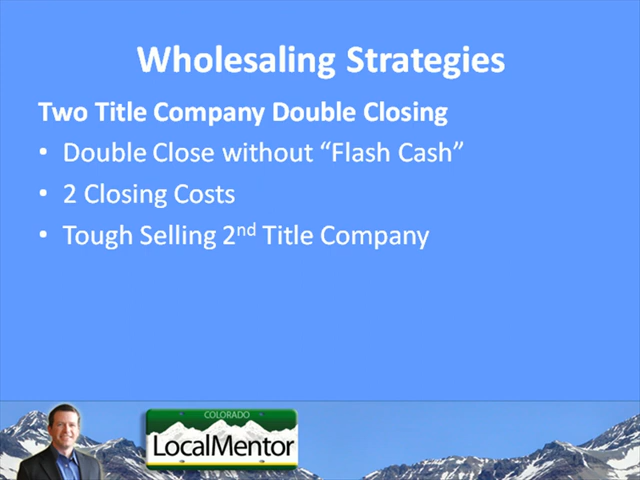 Wholesaling Strategies
Two Title Company Double Closing
• Double Close without “Flash Cash”
• 2 Closing Costs
• Tough Selling 2nd Title Company
COLORADO
LocalMentor